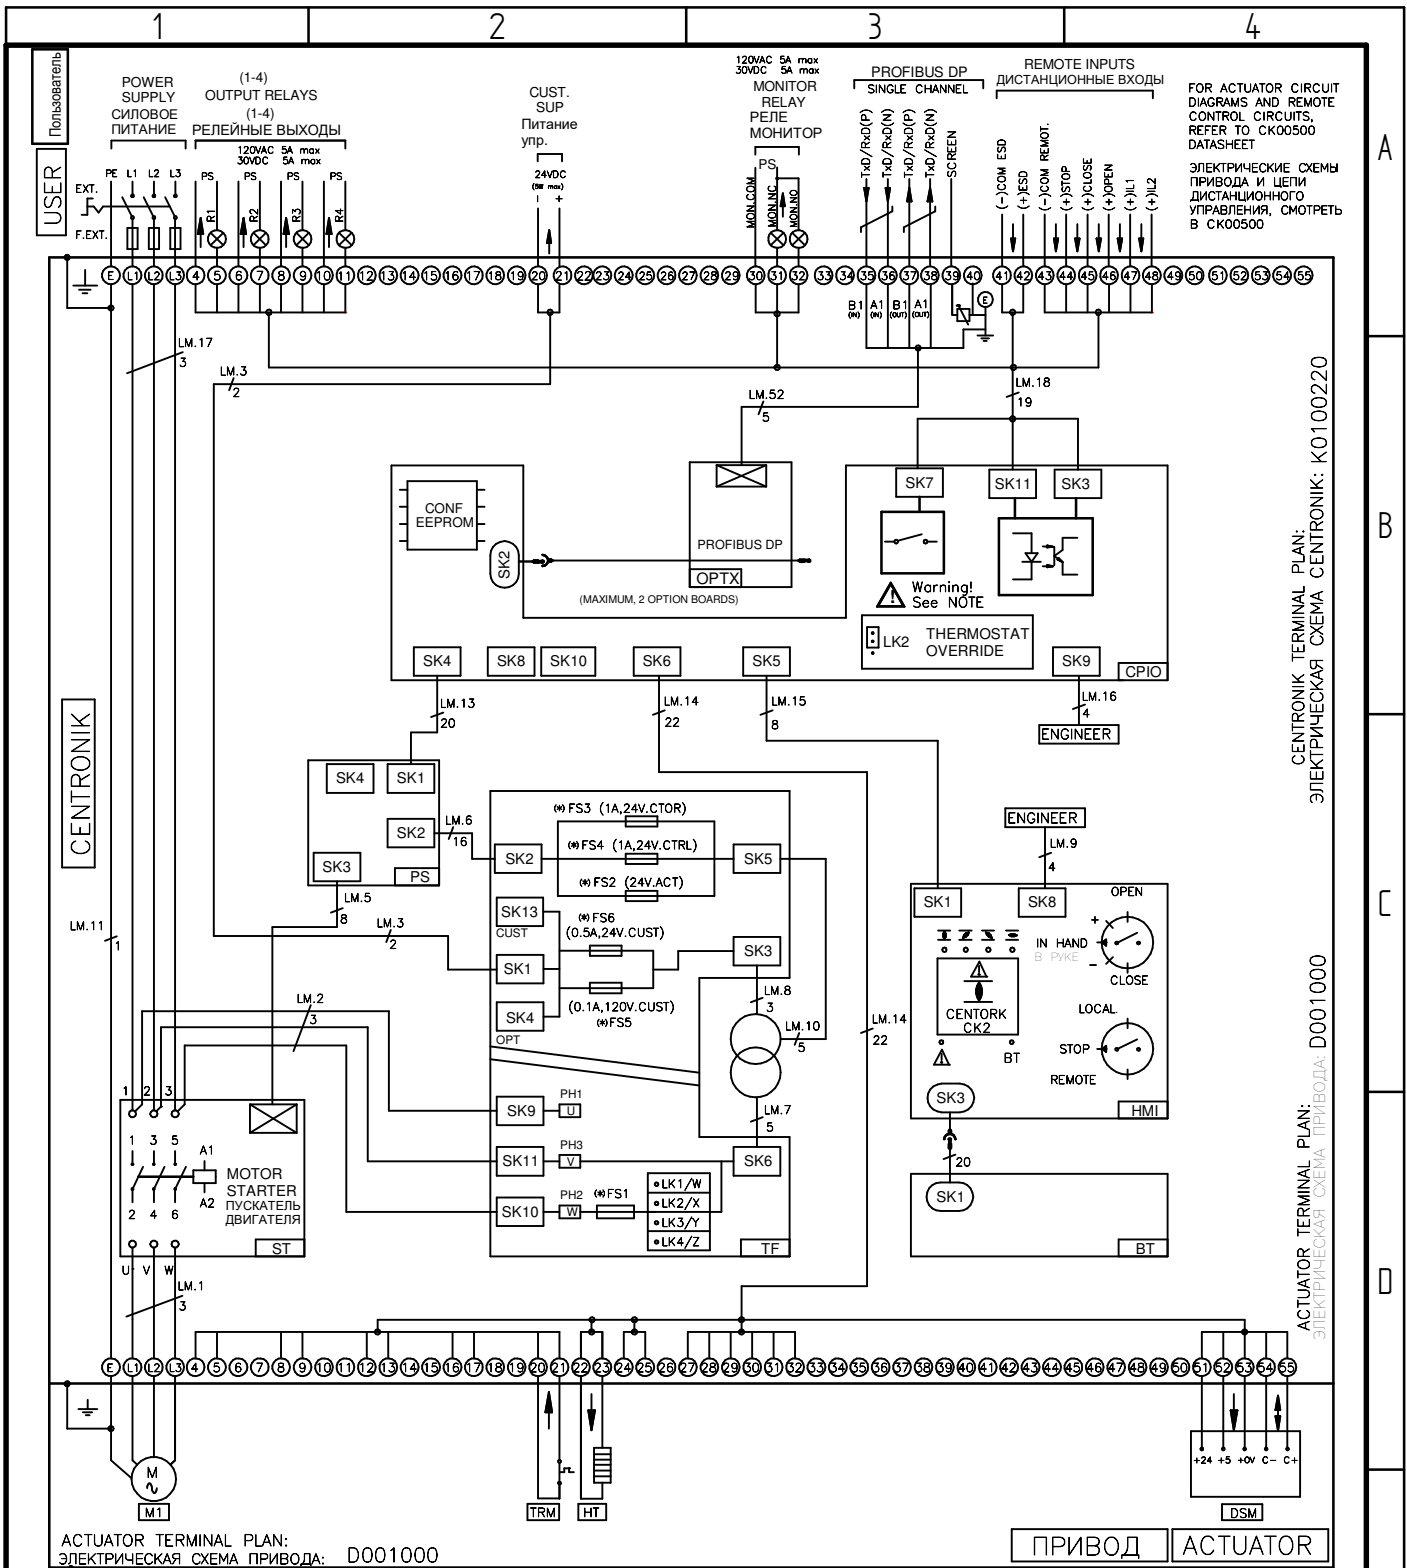 1 2 3 4
A
B
C
D
Пользователь
USER
POWER
SUPPLY
СИЛОВОЕ
ПИТАНИЕ
(1-4)
OUTPUT RELAYS
(1-4)
РЕЛЕЙНЫЕ ВЫХОДЫ
120VAC 5A max
30VDC 5A max
CUST.
SUP
Питание
упр.
24VDC
(5W max)
- +
120VAC 5A max
30VDC 5A max
MONITOR
RELAY
РЕЛЕ
МОНИТОР
PROFIBUS DP
SINGLE CHANNEL
REMOTE INPUTS
ДИСТАНЦИОННЫЕ ВХОДЫ
FOR ACTUATOR CIRCUIT
DIAGRAMS AND REMOTE
CONTROL CIRCUITS,
REFER TO CK00500
DATASHEET
ЭЛЕКТРИЧЕСКИЕ СХЕМЫ
ПРИВОДА И ЦЕПИ
ДИСТАНЦИОННОГО
УПРАВЛЕНИЯ, СМОТРЕТЬ
В CK00500
PE L1 L2 L3
EXT.
F.EXT.
PS PS PS PS
R1 R2 R3 R4
PS
MON.COM
MON.NC
MON.NO
TxD/RxD(P)
TxD/RxD(N)
TxD/RxD(P)
TxD/RxD(N)
SCREEN
(-)COM ESD
(+)ESD
(-)COM REMOT.
(+)STOP
(+)CLOSE
(+)OPEN
(+)IL1
(+)IL2
E L1 L2 L3 4 5 6 7 8 9 10 11 12 13 14 15 16 17 18 19 20 21 22 23 24 25 26 27 28 29 30 31 32 33 34 35 36 37 38 39 40 41 42 43 44 45 46 47 48 49 50 51 52 53 54 55
B1 A1 B1 A1
(IN) (IN) (OUT) (OUT)
E
LM.17
3
LM.3
2
LM.52
5
LM.18
19
CENTRONIK TERMINAL PLAN:
ЭЛЕКТРИЧЕСКАЯ СХЕМА CENTRONIK: K0100220
CONF
EEPROM
SK2
PROFIBUS DP
OPTX
(MAXIMUM, 2 OPTION BOARDS)
SK7 SK11 SK3
Warning!
See NOTE
LK2
THERMOSTAT
OVERRIDE
SK4 SK8 SK10 SK6 SK5 SK9
CPIO
LM.13
20
LM.14
22
LM.15
8
LM.16
4
ENGINEER
CENTRONIK
SK4 SK1
SK2
SK3
PS
LM.6
16
LM.5
8
LM.3
2
LM.11
1
(*)FS3 (1A,24V.CTOR)
SK2
(*)FS4 (1A,24V.CTRL)
SK5
(*)FS2 (24V.ACT)
SK13
CUST
(*)FS6
(0.5A,24V.CUST)
SK1
SK3
SK4
OPT
(0.1A,120V.CUST)
(*)FS5
LM.8
3
LM.10
5
LM.14
22
LM.7
5
LM.2
3
SK9
PH1
U
SK11
PH3
V
SK6
SK10
PH2
W
(*)FS1
LK1/W
LK2/X
LK3/Y
LK4/Z
TF
ENGINEER
LM.9
4
SK1 SK8
OPEN
+
IN HAND
В РУКЕ
-
CLOSE
CENTORK
CK2
BT
LOCAL
STOP
REMOTE
SK3
HMI
20
SK1
BT
1 2 3
1 3 5
A1
A2
2 4 6
MOTOR
STARTER
ПУСКАТЕЛЬ
ДВИГАТЕЛЯ
ST
U V W
LM.1
3
ACTUATOR TERMINAL PLAN:
ЭЛЕКТРИЧЕСКАЯ СХЕМА ПРИВОДА: D001000
E L1 L2 L3 4 5 6 7 8 9 10 11 12 13 14 15 16 17 18 19 20 21 22 23 24 25 26 27 28 29 30 31 32 33 34 35 36 37 38 39 40 41 42 43 44 45 46 47 48 49 50 51 52 53 54 55
M
M1
TRM
HT
+24 +5 +0V C- C+
DSM
ACTUATOR TERMINAL PLAN:
ЭЛЕКТРИЧЕСКАЯ СХЕМА ПРИВОДА: D001000
ПРИВОД
ACTUATOR